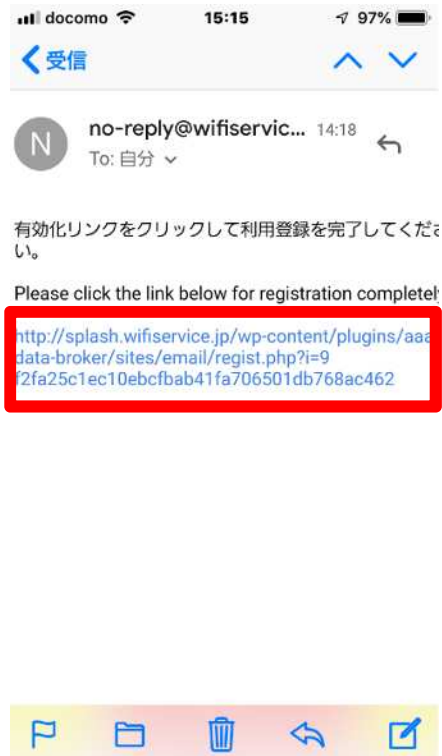 docomo 15:15 97%
受信
N
no-reply@wifiservic... 14:18
To: 自分
有効化リンクをクリックして利用登録を完了してくださ
い。
Please click the link below for registration completely
http://splash.wifiservice.jp/wp-content/plugins/aaa
data-broker/sites/email/regist.php?i=9
f2fa25c1ec10ebcfbab41fa706501db768ac462